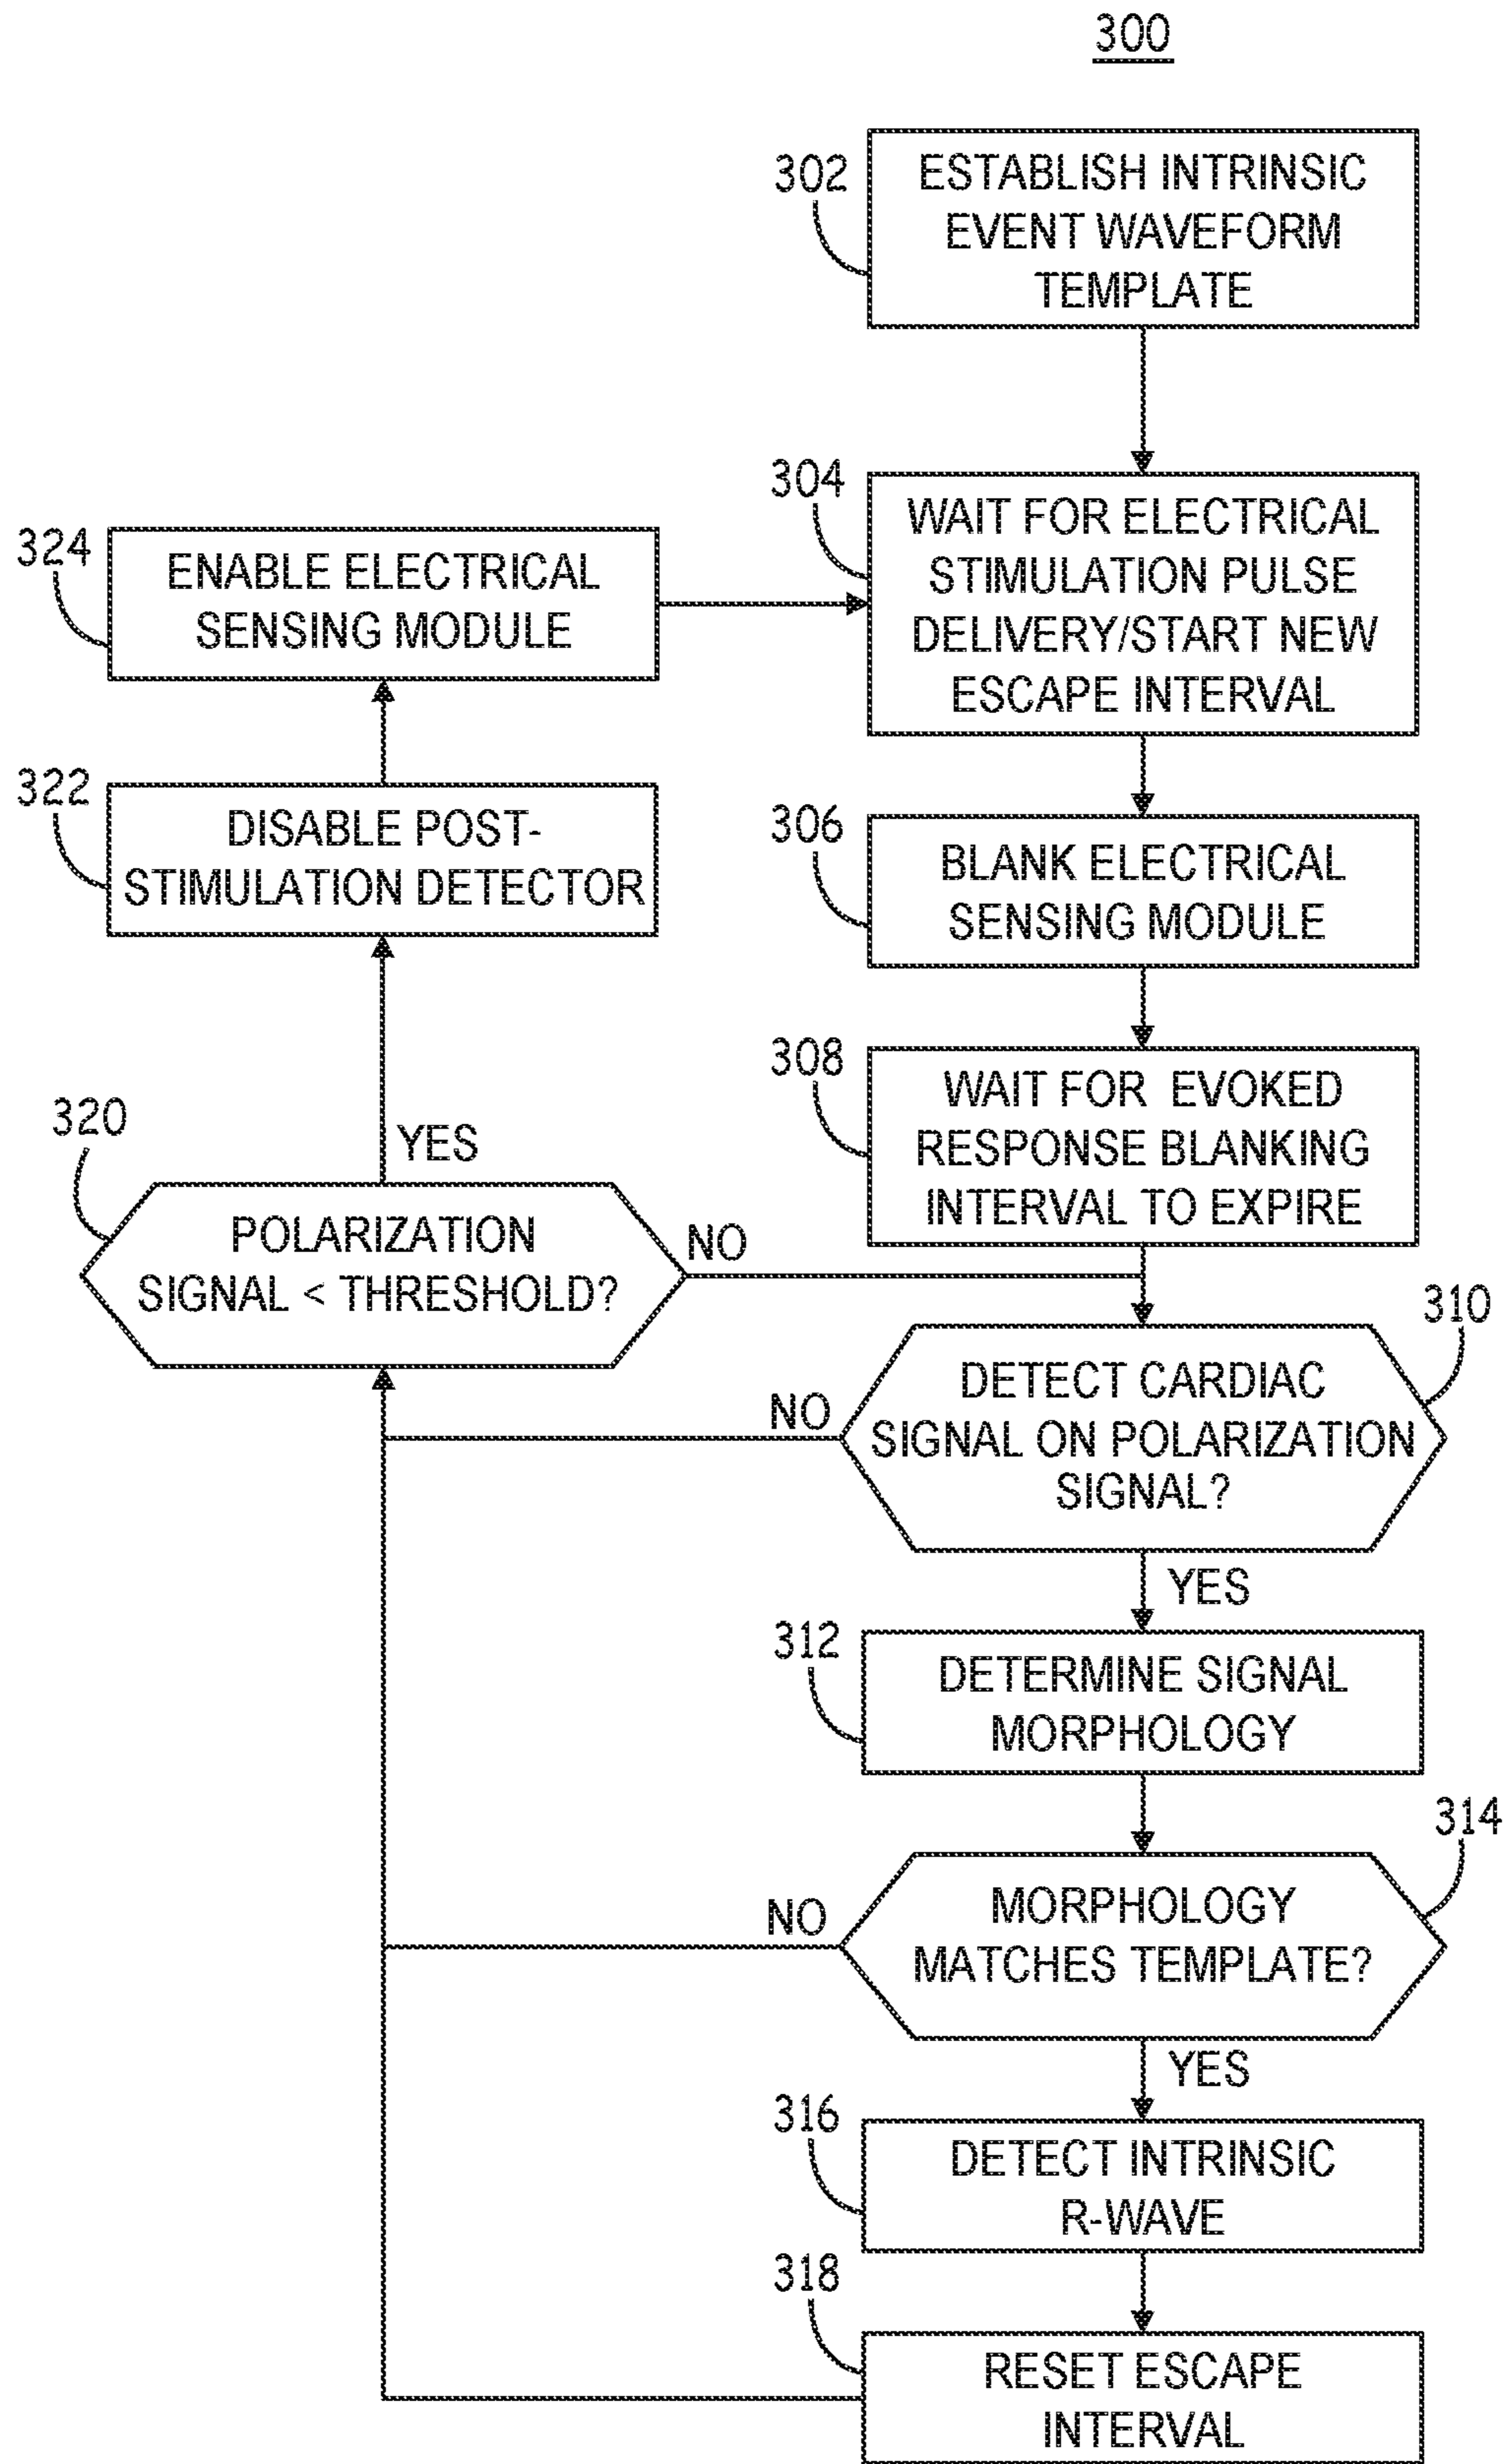 300
302
ESTABLISH INTRINSIC
EVENT WAVEFORM
TEMPLATE
304
WAIT FOR ELECTRICAL
STIMULATION PULSE
DELIVERY/START NEW
ESCAPE INTERVAL
324
ENABLE ELECTRICAL
SENSING MODULE
322
DISABLE POST-
STIMULATION DETECTOR
306
BLANK ELECTRICAL
SENSING MODULE
308
WAIT FOR EVOKED
RESPONSE BLANKING
INTERVAL TO EXPIRE
320
YES
POLARIZATION
SIGNAL < THRESHOLD?
NO
310
DETECT CARDIAC
SIGNAL ON POLARIZATION
SIGNAL?
NO
YES
312
DETERMINE SIGNAL
MORPHOLOGY
314
MORPHOLOGY
MATCHES TEMPLATE?
NO
YES
316
DETECT INTRINSIC
R-WAVE
318
RESET ESCAPE
INTERVAL